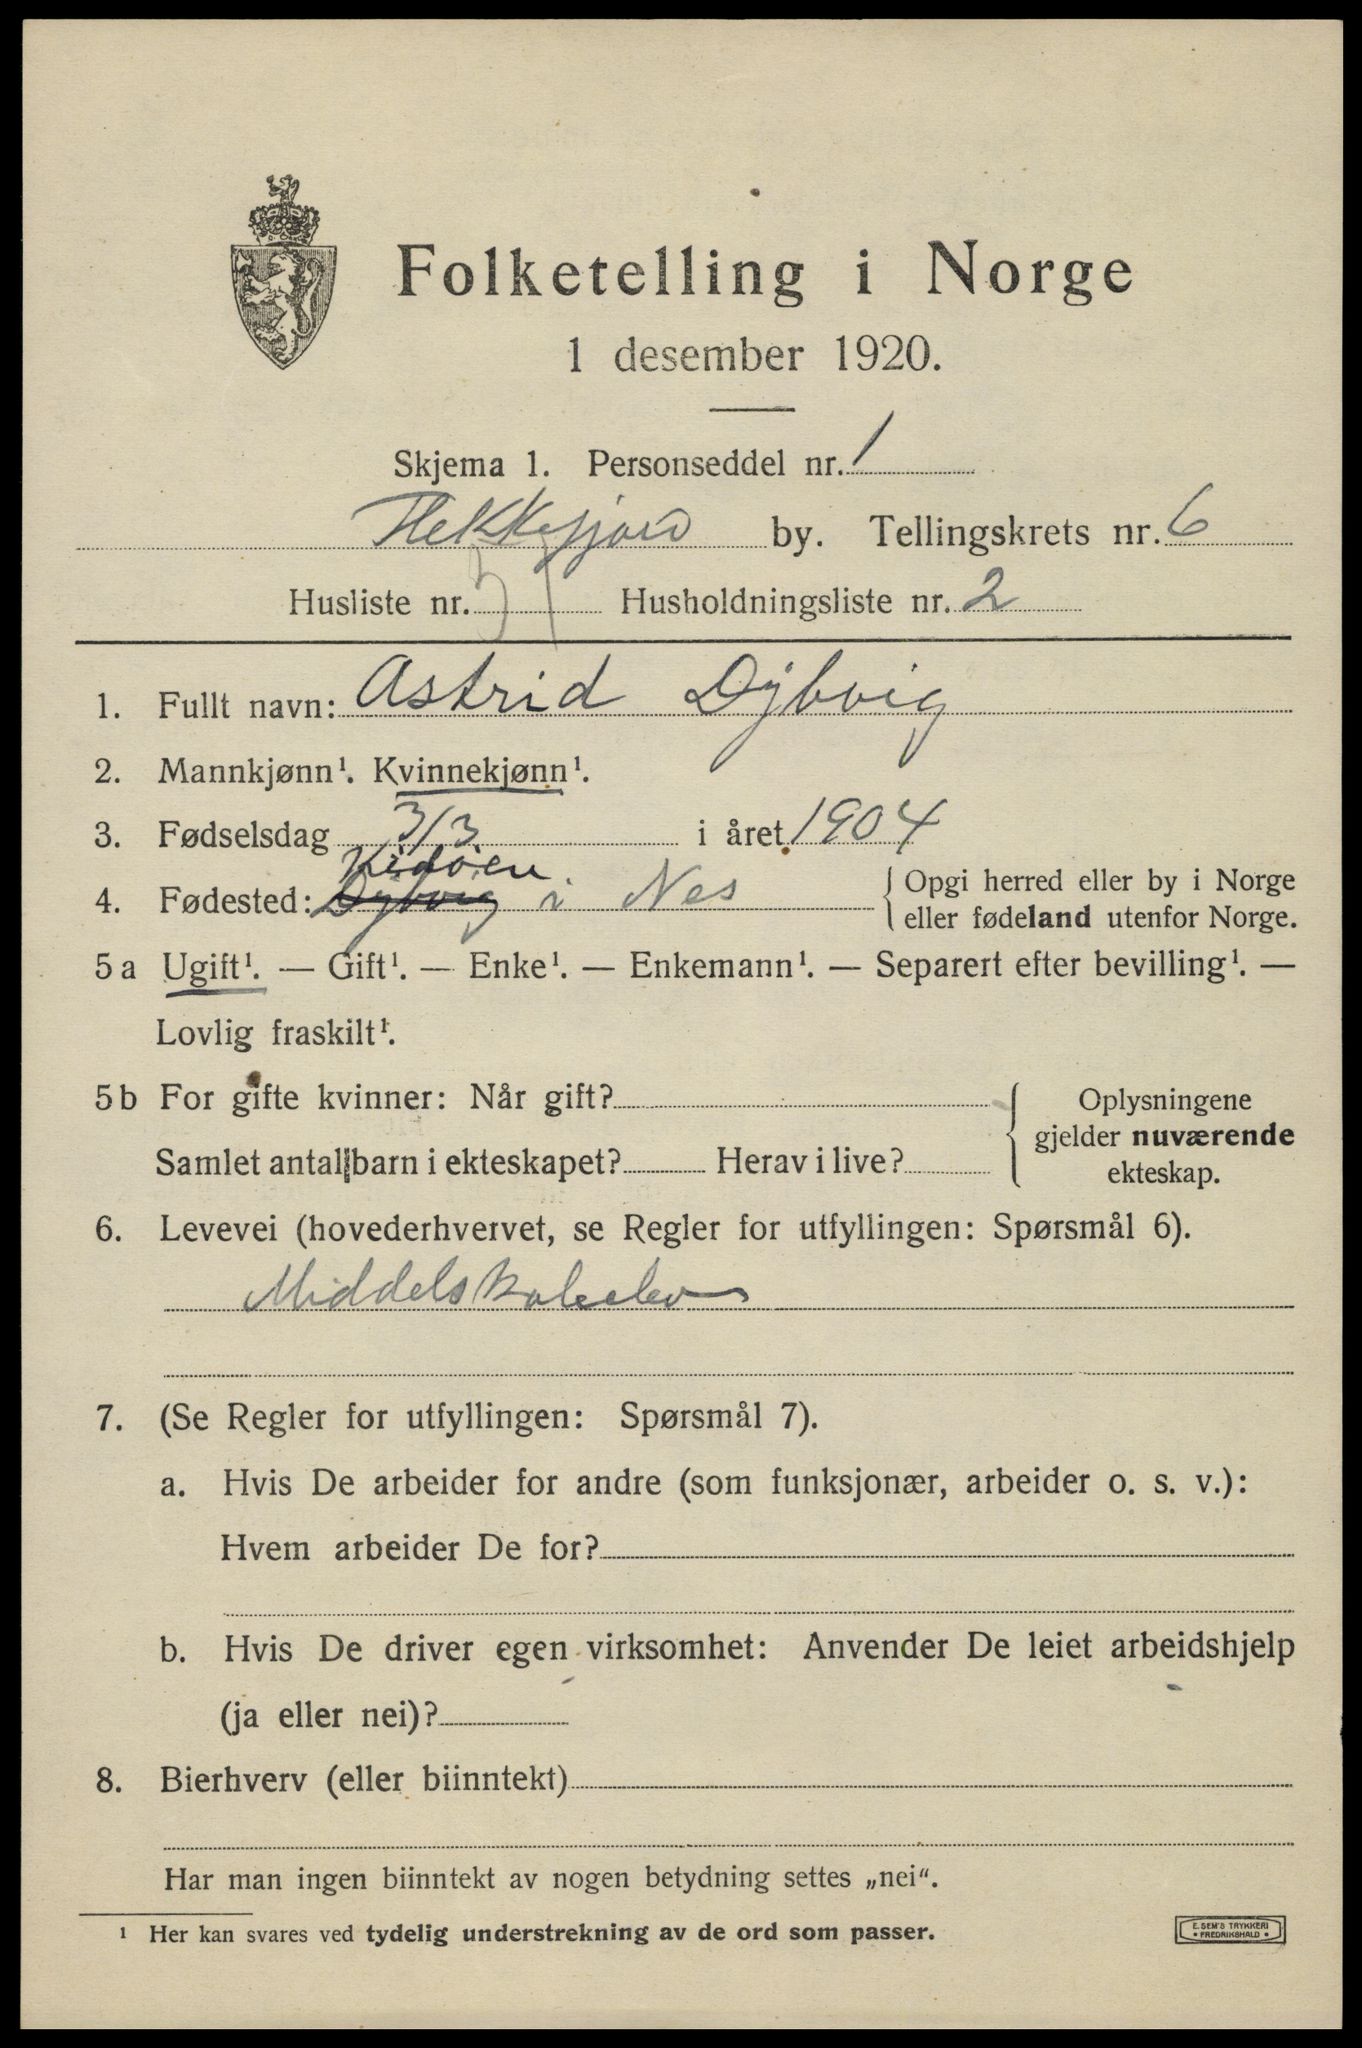 Folketelling i Norge
1 desember 1920.
Skjema 1. Personseddel nr. 1
Flekkefjord by. Tellingskrets nr. 6
Husliste nr. 31 Husholdningsliste nr. 2
1. Fullt navn: Astrid Dybvig
2. Mannkjønn¹. Kvinnekjønn¹.
3. Fødselsdag 3/3 i året 1904
Kidöen
4. Fødested: Dybvig i Nes { Opgi herred eller by i Norge
eller fødeland utenfor Norge.
5 a Ugift¹. — Gift¹. — Enke¹. — Enkemann¹. — Separert efter bevilling¹. —
Lovlig fraskilt¹.
5 b For gifte kvinner: Når gift?
Samlet antal barn i ekteskapet? Herav i live?
{ Oplysningene
gjelder nuværende
ekteskap.
6. Levevei (hovederhvervet, se Regler for utfyllingen: Spørsmål 6).
Middelskoleelev
7. (Se Regler for utfyllingen: Spørsmål 7).
a. Hvis De arbeider for andre (som funksjonær, arbeider o. s. v.):
Hvem arbeider De for?
b. Hvis De driver egen virksomhet: Anvender De leiet arbeidshjelp
(ja eller nei)?
8. Bierhverv (eller biinntekt)
Har man ingen biinntekt av nogen betydning settes „nei“.
¹ Her kan svares ved tydelig understrekning av de ord som passer.
E. SEM'S TRYKKERI
• FREDRIKSHALD •